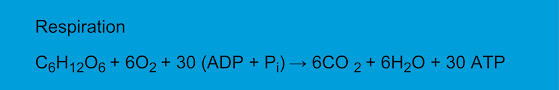 Respiration
C₆H₁₂O₆ + 6O₂ + 30 (ADP + Pᵢ) → 6CO ₂ + 6H₂O + 30 ATP